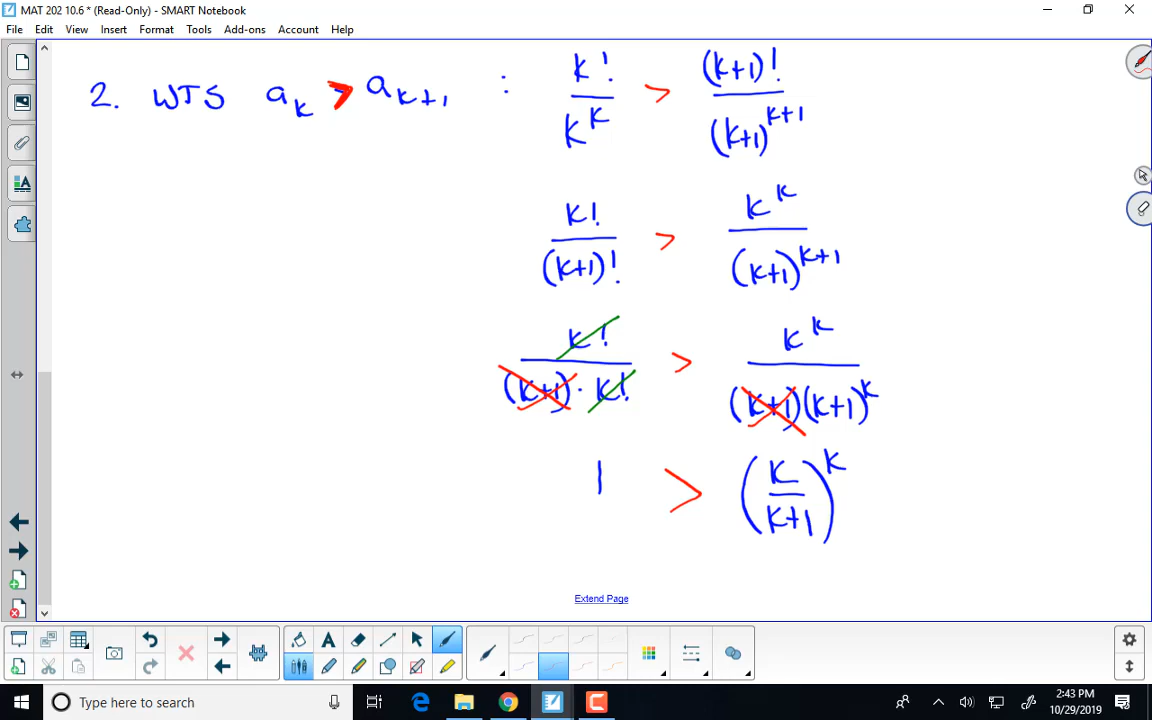 MAT 202 10.6 * (Read-Only) - SMART Notebook
File Edit View Insert Format Tools Add-ons Account Help
2. WTS a_k > a_{k+1} : k!/k^k > (k+1)!/(k+1)^{k+1}
k!/(k+1)! > k^k/(k+1)^{k+1}
k!/((k+1)·k!) > k^k/((k+1)(k+1)^k)
1 > (k/(k+1))^k
Extend Page
Type here to search
2:43 PM
10/29/2019